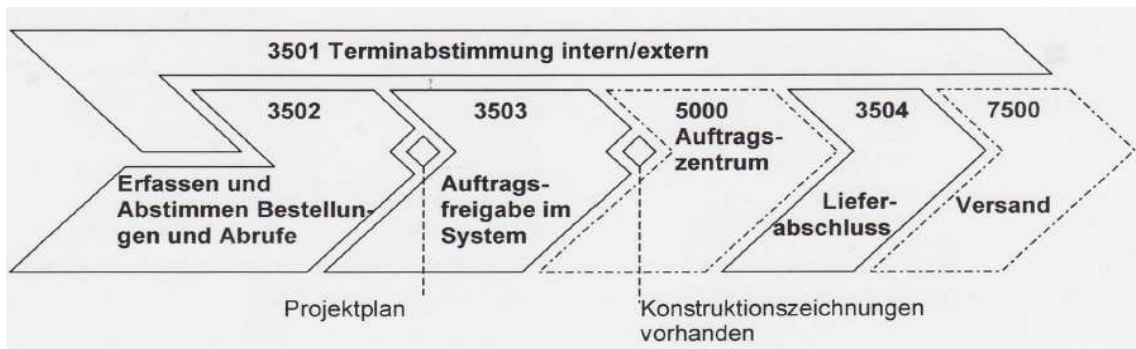 3501 Terminabstimmung intern/extern
3502
Erfassen und
Abstimmen Bestellun-
gen und Abrufe
3503
Auftrags-
freigabe im
System
5000
Auftrags-
zentrum
3504
Liefer-
abschluss
7500
Versand
Projektplan
Konstruktionszeichnungen
vorhanden